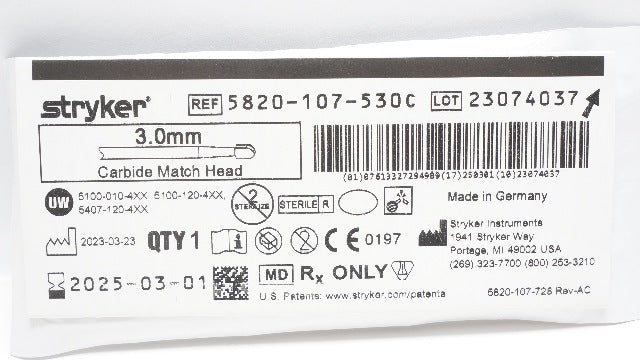 stryker®
REF 5820-107-530C LOT 23074037
3.0mm
Carbide Match Head
(01)07613327294989(17)250301(10)23074037
UW 5100-010-4XX 5100-120-4XX,
5407-120-4XX
2 STERILIZE
STERILE R
Made in Germany
2023-03-23 QTY 1 i 2 CE 0197
Stryker Instruments
1941 Stryker Way
Portage, MI 49002 USA
(269) 323-7700 (800) 253-3210
2025-03-01
MD Rx ONLY
U.S. Patents: www.stryker.com/patents
5820-107-728 Rev-AC